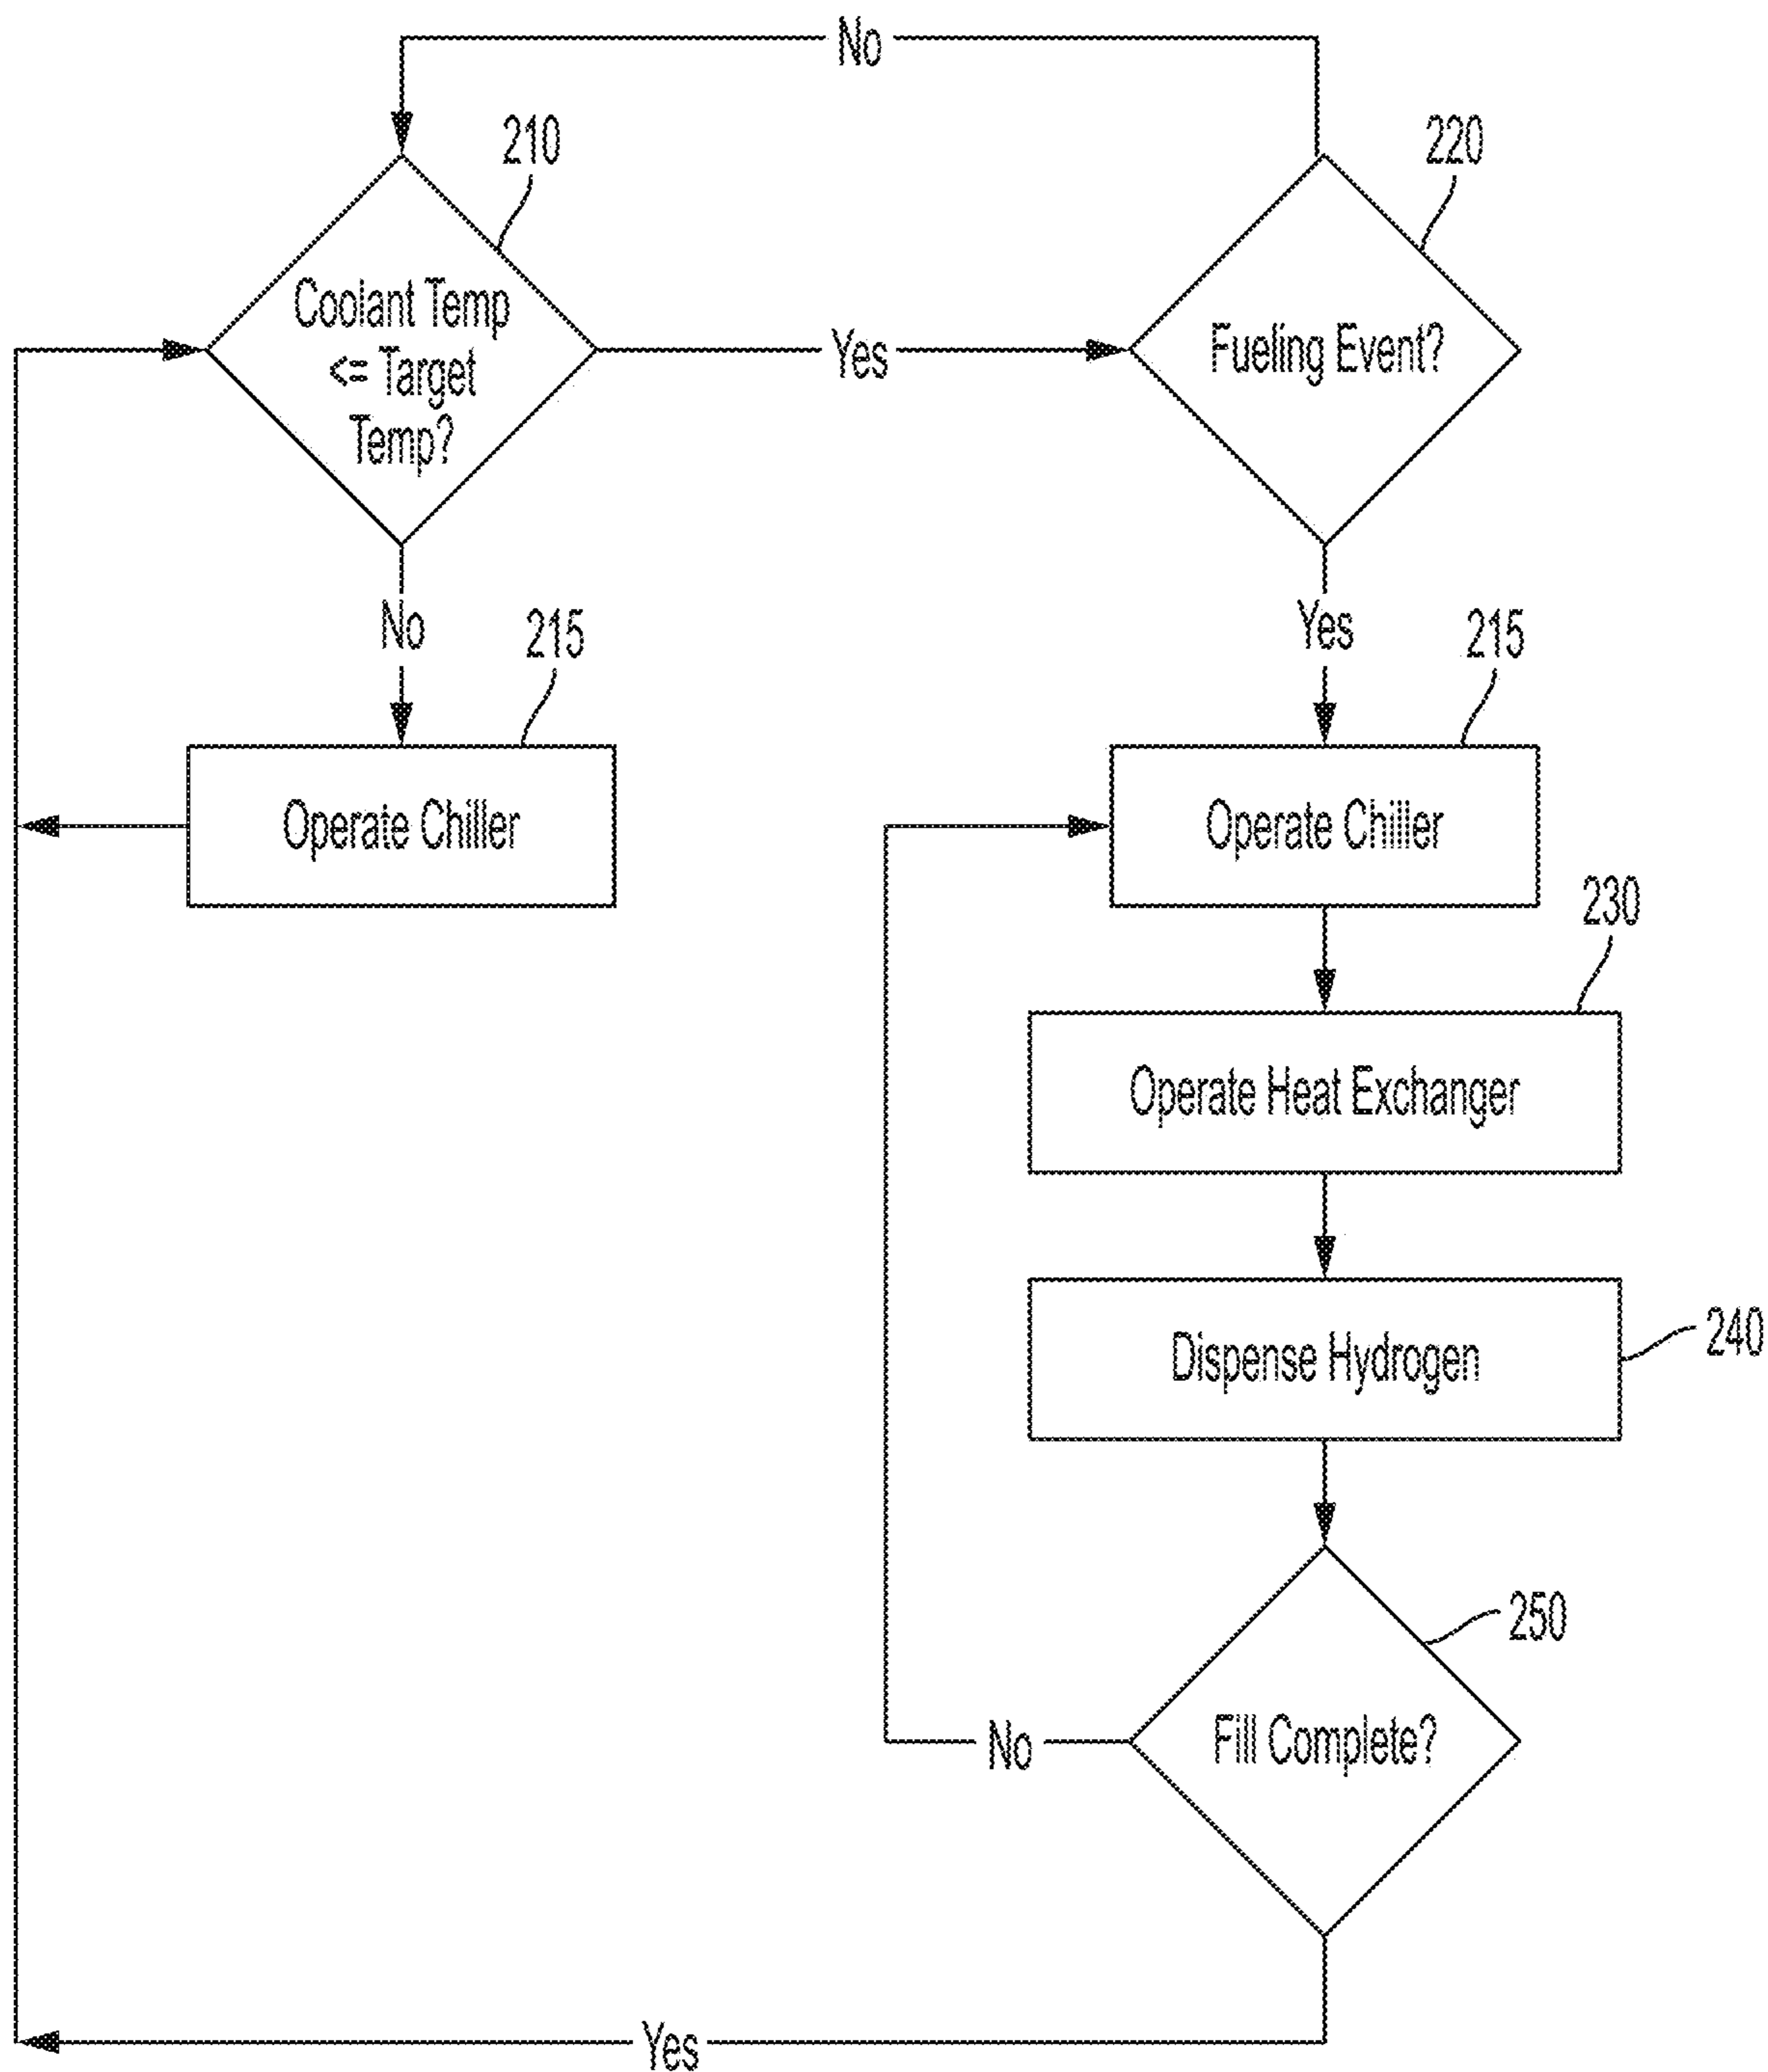 No
210
220
Coolant Temp
<= Target
Temp?
Yes
Fueling Event?
No
215
Yes
215
Operate Chiller
Operate Chiller
230
Operate Heat Exchanger
Dispense Hydrogen
240
250
Fill Complete?
No
Yes